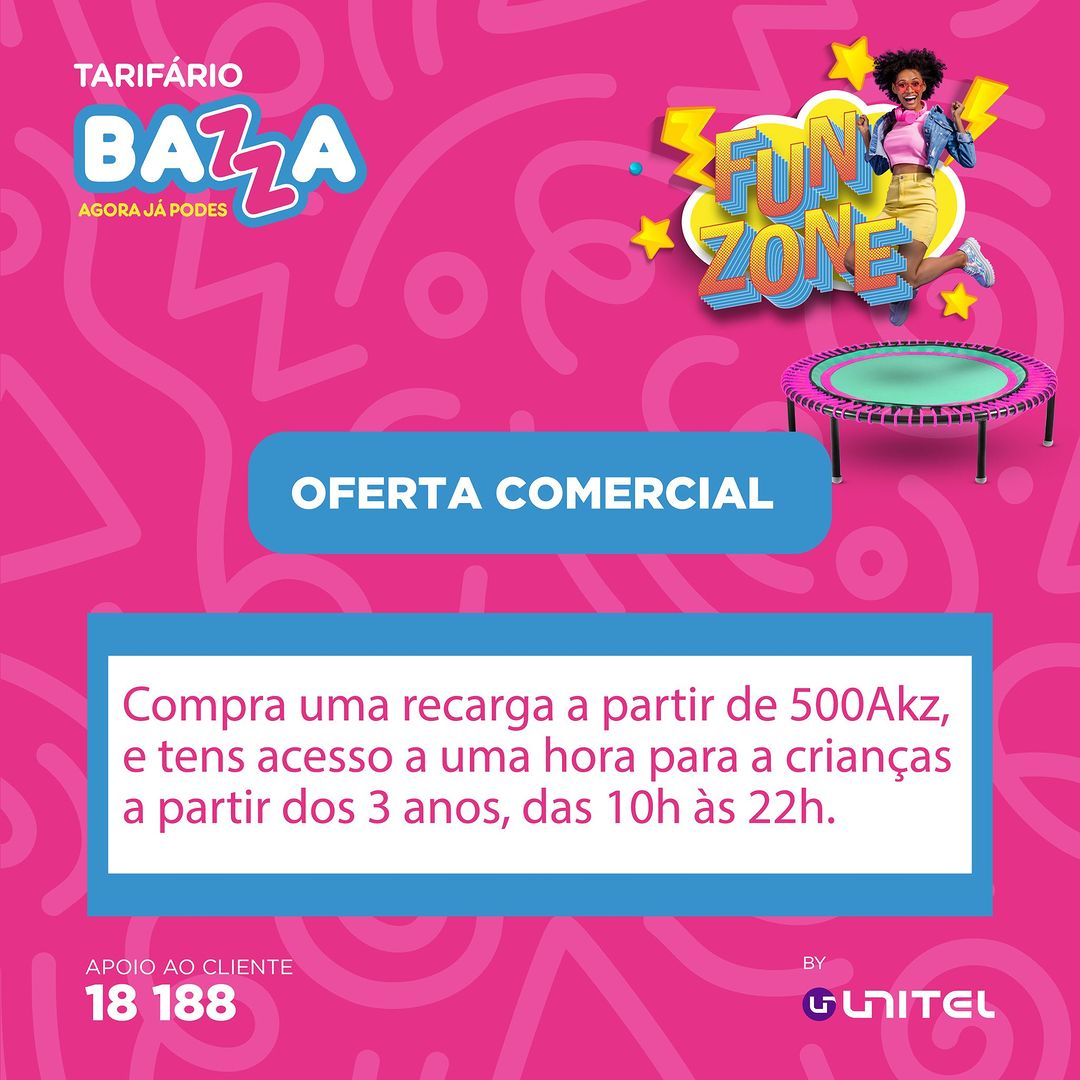 TARIFÁRIO
BAZZA
AGORA JÁ PODES
FUN
ZONE
OFERTA COMERCIAL
Compra uma recarga a partir de 500Akz,
e tens acesso a uma hora para a crianças
a partir dos 3 anos, das 10h às 22h.
APOIO AO CLIENTE
18 188
BY
UNITEL